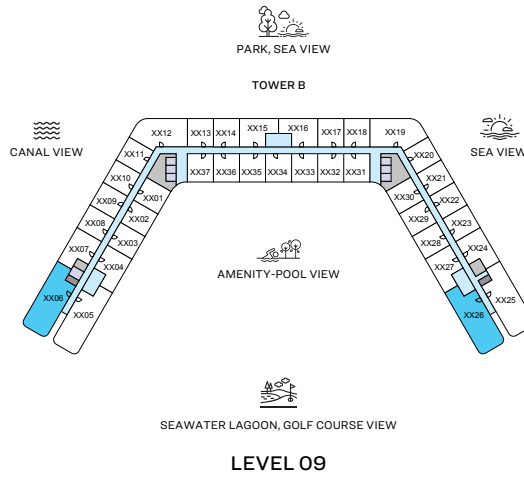 PARK, SEA VIEW
TOWER B
CANAL VIEW
SEA VIEW
XX12
XX13
XX14
XX15
XX16
XX17
XX18
XX19
XX11
XX10
XX09
XX08
XX07
XX06
XX01
XX02
XX03
XX04
XX05
XX37
XX36
XX35
XX34
XX33
XX32
XX31
XX20
XX21
XX22
XX23
XX24
XX25
XX30
XX29
XX28
XX27
XX26
AMENITY-POOL VIEW
SEAWATER LAGOON, GOLF COURSE VIEW
LEVEL 09